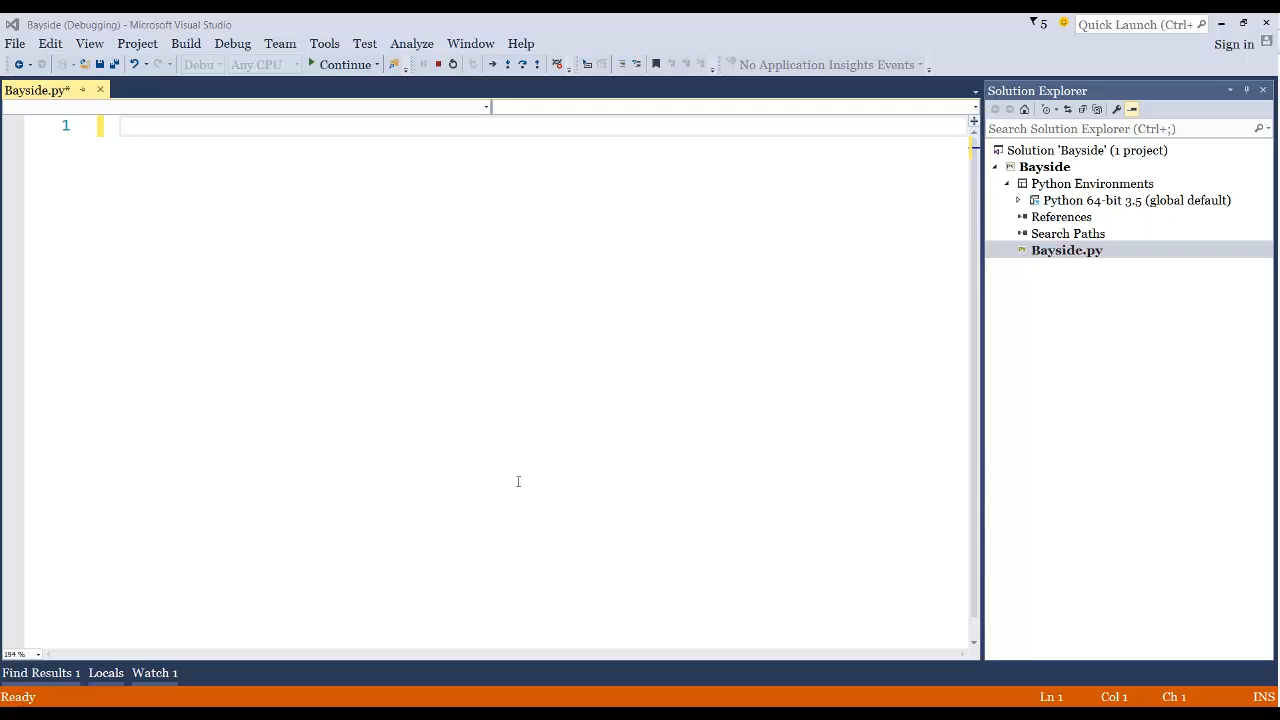 Bayside (Debugging) - Microsoft Visual Studio
5
Quick Launch (Ctrl+
File Edit View Project Build Debug Team Tools Test Analyze Window Help
Sign in
Debu Any CPU Continue No Application Insights Events
Bayside.py*
Solution Explorer
1
Search Solution Explorer (Ctrl+;)
Solution 'Bayside' (1 project)
Bayside
Python Environments
Python 64-bit 3.5 (global default)
References
Search Paths
PY Bayside.py
194 %
Find Results 1 Locals Watch 1
Ready Ln 1 Col 1 Ch 1 INS